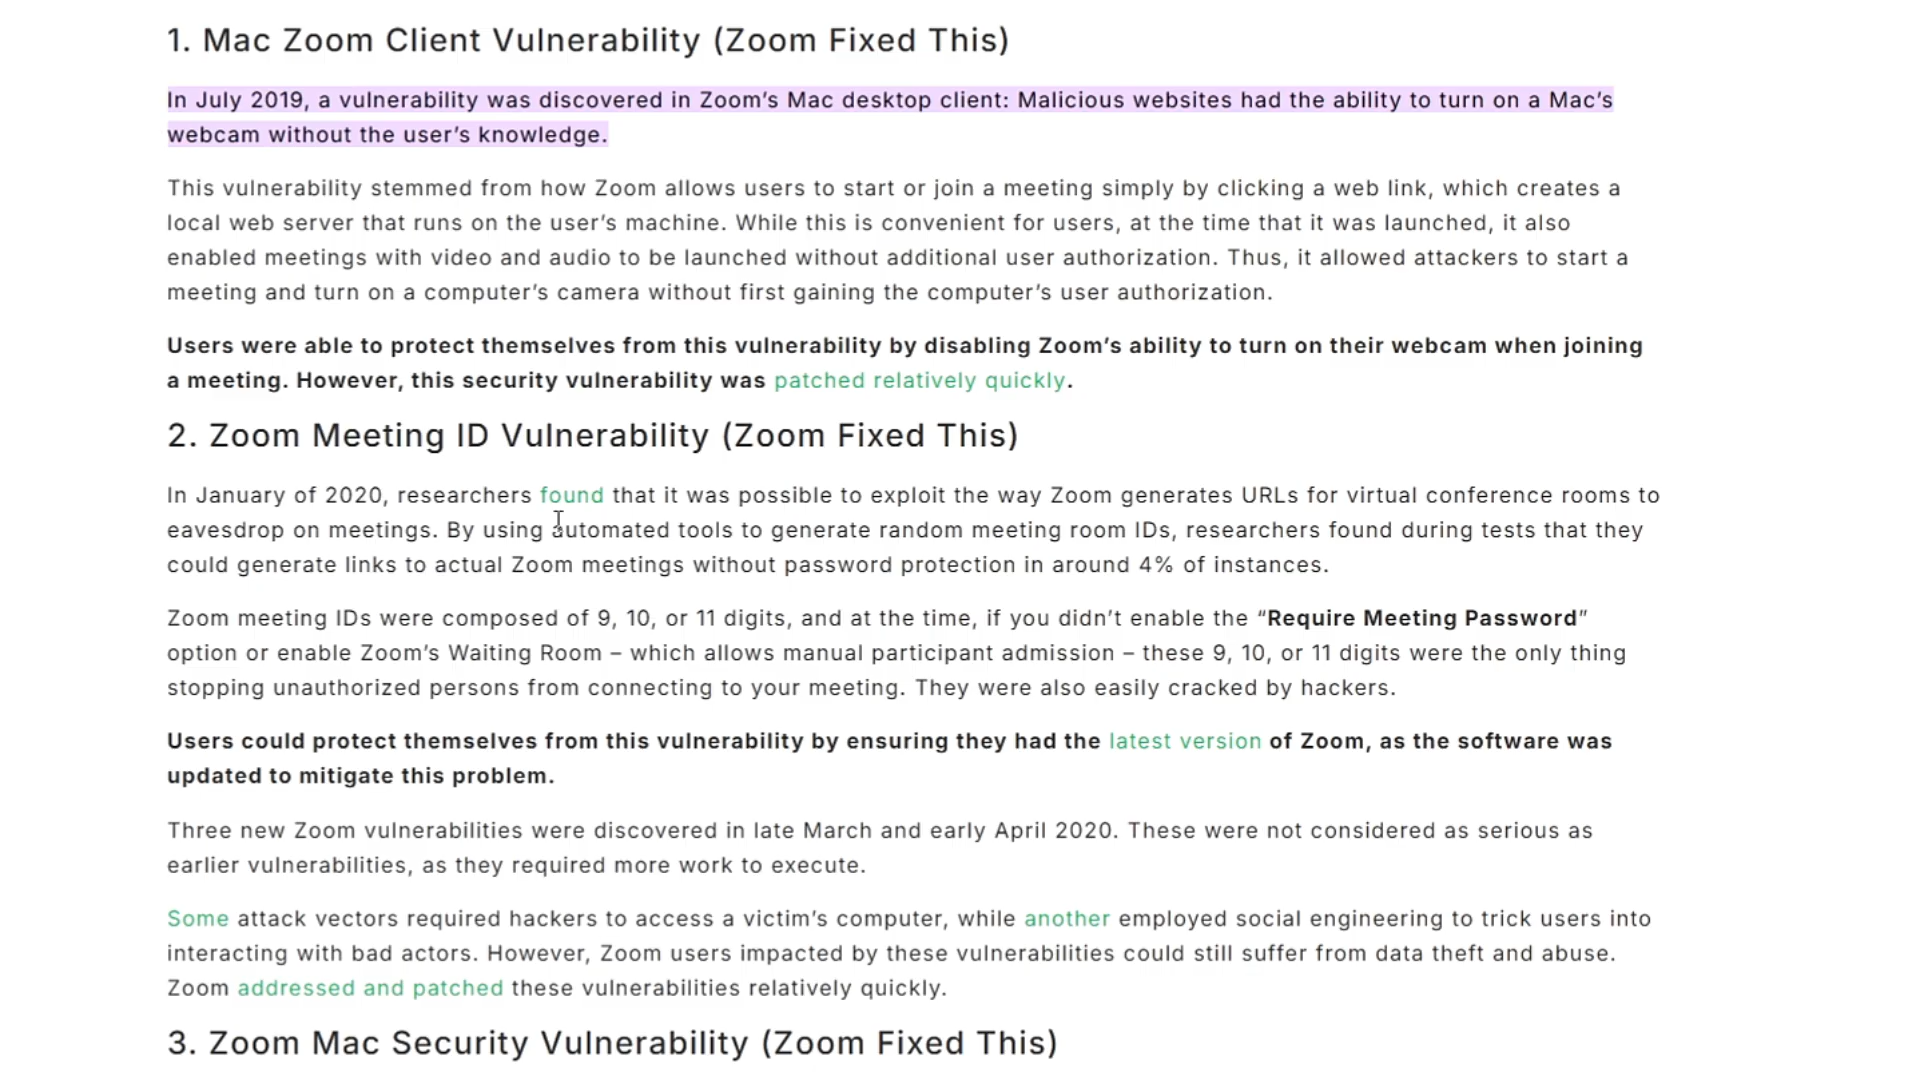 1. Mac Zoom Client Vulnerability (Zoom Fixed This)
In July 2019, a vulnerability was discovered in Zoom’s Mac desktop client: Malicious websites had the ability to turn on a Mac’s
webcam without the user’s knowledge.
This vulnerability stemmed from how Zoom allows users to start or join a meeting simply by clicking a web link, which creates a
local web server that runs on the user’s machine. While this is convenient for users, at the time that it was launched, it also
enabled meetings with video and audio to be launched without additional user authorization. Thus, it allowed attackers to start a
meeting and turn on a computer’s camera without first gaining the computer’s user authorization.
Users were able to protect themselves from this vulnerability by disabling Zoom’s ability to turn on their webcam when joining
a meeting. However, this security vulnerability was patched relatively quickly.
2. Zoom Meeting ID Vulnerability (Zoom Fixed This)
In January of 2020, researchers found that it was possible to exploit the way Zoom generates URLs for virtual conference rooms to
eavesdrop on meetings. By using automated tools to generate random meeting room IDs, researchers found during tests that they
could generate links to actual Zoom meetings without password protection in around 4% of instances.
Zoom meeting IDs were composed of 9, 10, or 11 digits, and at the time, if you didn’t enable the “Require Meeting Password”
option or enable Zoom’s Waiting Room – which allows manual participant admission – these 9, 10, or 11 digits were the only thing
stopping unauthorized persons from connecting to your meeting. They were also easily cracked by hackers.
Users could protect themselves from this vulnerability by ensuring they had the latest version of Zoom, as the software was
updated to mitigate this problem.
Three new Zoom vulnerabilities were discovered in late March and early April 2020. These were not considered as serious as
earlier vulnerabilities, as they required more work to execute.
Some attack vectors required hackers to access a victim’s computer, while another employed social engineering to trick users into
interacting with bad actors. However, Zoom users impacted by these vulnerabilities could still suffer from data theft and abuse.
Zoom addressed and patched these vulnerabilities relatively quickly.
3. Zoom Mac Security Vulnerability (Zoom Fixed This)